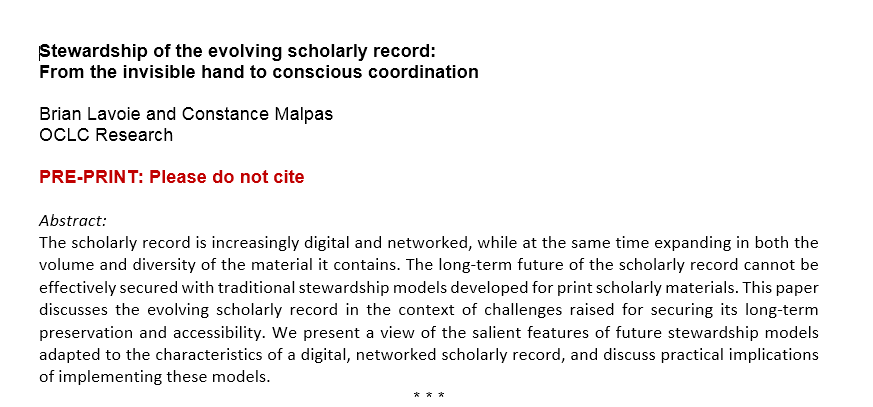 Stewardship of the evolving scholarly record:
From the invisible hand to conscious coordination
Brian Lavoie and Constance Malpas
OCLC Research
PRE-PRINT: Please do not cite
Abstract:
The scholarly record is increasingly digital and networked, while at the same time expanding in both the
volume and diversity of the material it contains. The long-term future of the scholarly record cannot be
effectively secured with traditional stewardship models developed for print scholarly materials. This paper
discusses the evolving scholarly record in the context of challenges raised for securing its long-term
preservation and accessibility. We present a view of the salient features of future stewardship models
adapted to the characteristics of a digital, networked scholarly record, and discuss practical implications
of implementing these models.
* * *